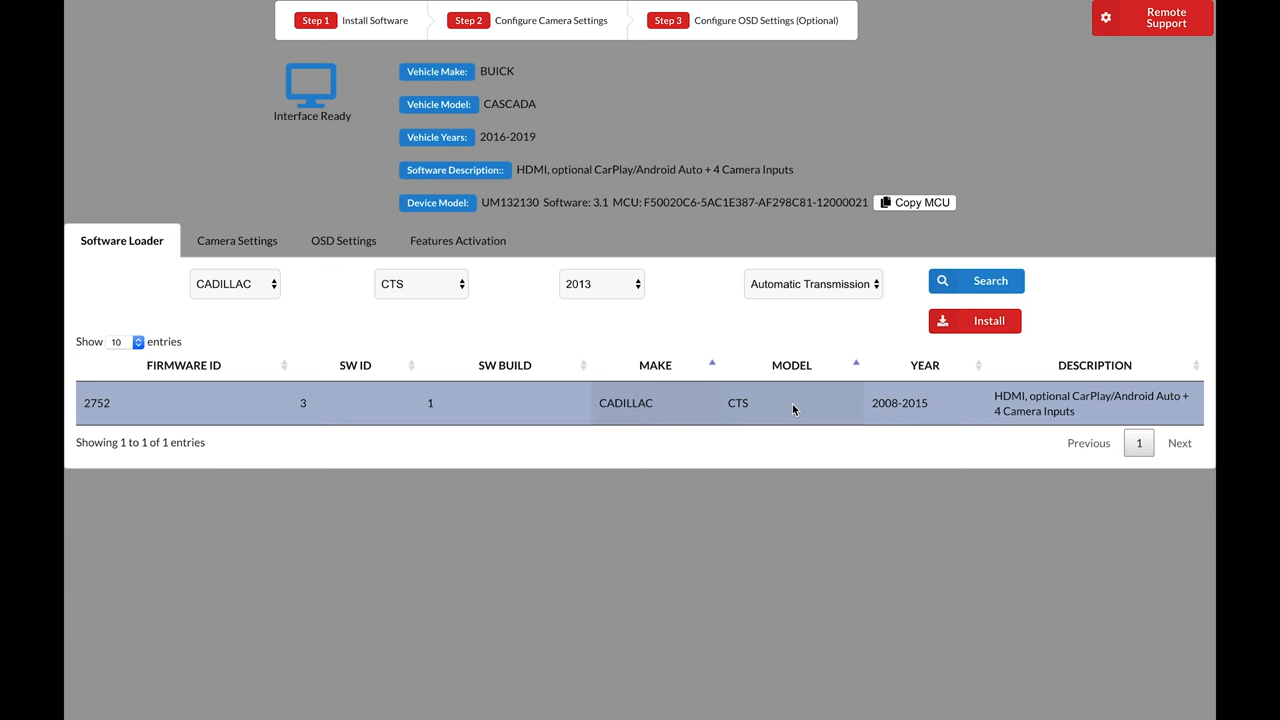 Step 1 Install Software Step 2 Configure Camera Settings Step 3 Configure OSD Settings (Optional)
Remote
Support
Interface Ready
Vehicle Make: BUICK
Vehicle Model: CASCADA
Vehicle Years: 2016-2019
Software Description:: HDMI, optional CarPlay/Android Auto + 4 Camera Inputs
Device Model: UM132130 Software: 3.1 MCU: F50020C6-5AC1E387-AF298C81-12000021 Copy MCU
Software Loader Camera Settings OSD Settings Features Activation
CADILLAC CTS 2013 Automatic Transmission Search
Install
Show 10 entries
FIRMWARE ID SW ID SW BUILD MAKE MODEL YEAR DESCRIPTION
2752 3 1 CADILLAC CTS 2008-2015 HDMI, optional CarPlay/Android Auto +
4 Camera Inputs
Showing 1 to 1 of 1 entries Previous 1 Next